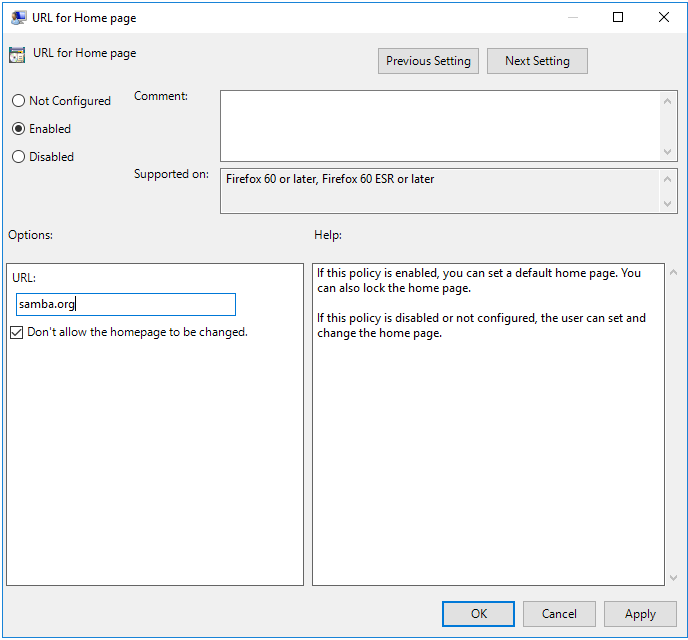 URL for Home page
URL for Home page
Previous Setting
Next Setting
Not Configured
Enabled
Disabled
Comment:
Supported on:
Firefox 60 or later, Firefox 60 ESR or later
Options:
Help:
URL:
samba.org
Don't allow the homepage to be changed.
If this policy is enabled, you can set a default home page. You
can also lock the home page.
If this policy is disabled or not configured, the user can set and
change the home page.
OK
Cancel
Apply